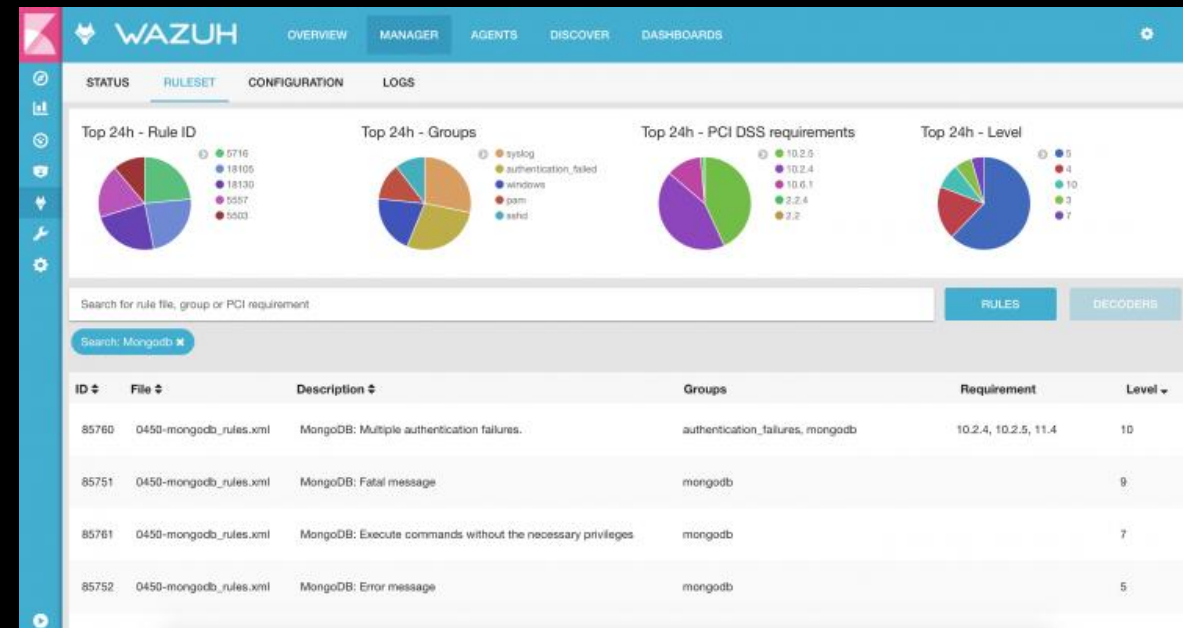 WAZUH OVERVIEW MANAGER AGENTS DISCOVER DASHBOARDS
STATUS RULESET CONFIGURATION LOGS
Top 24h - Rule ID
5716
18105
18130
5557
5503
Top 24h - Groups
syslog
authentication_failed
windows
pam
sshd
Top 24h - PCI DSS requirements
10.2.5
10.2.4
10.6.1
2.2.4
2.2
Top 24h - Level
5
4
10
3
7
Search for rule file, group or PCI requirement RULES DECODERS
Search: Mongodb ✖
ID File Description Groups Requirement Level
85760 0450-mongodb_rules.xml MongoDB: Multiple authentication failures. authentication_failures, mongodb 10.2.4, 10.2.5, 11.4 10
85751 0450-mongodb_rules.xml MongoDB: Fatal message mongodb 9
85761 0450-mongodb_rules.xml MongoDB: Execute commands without the necessary privileges mongodb 7
85752 0450-mongodb_rules.xml MongoDB: Error message mongodb 5